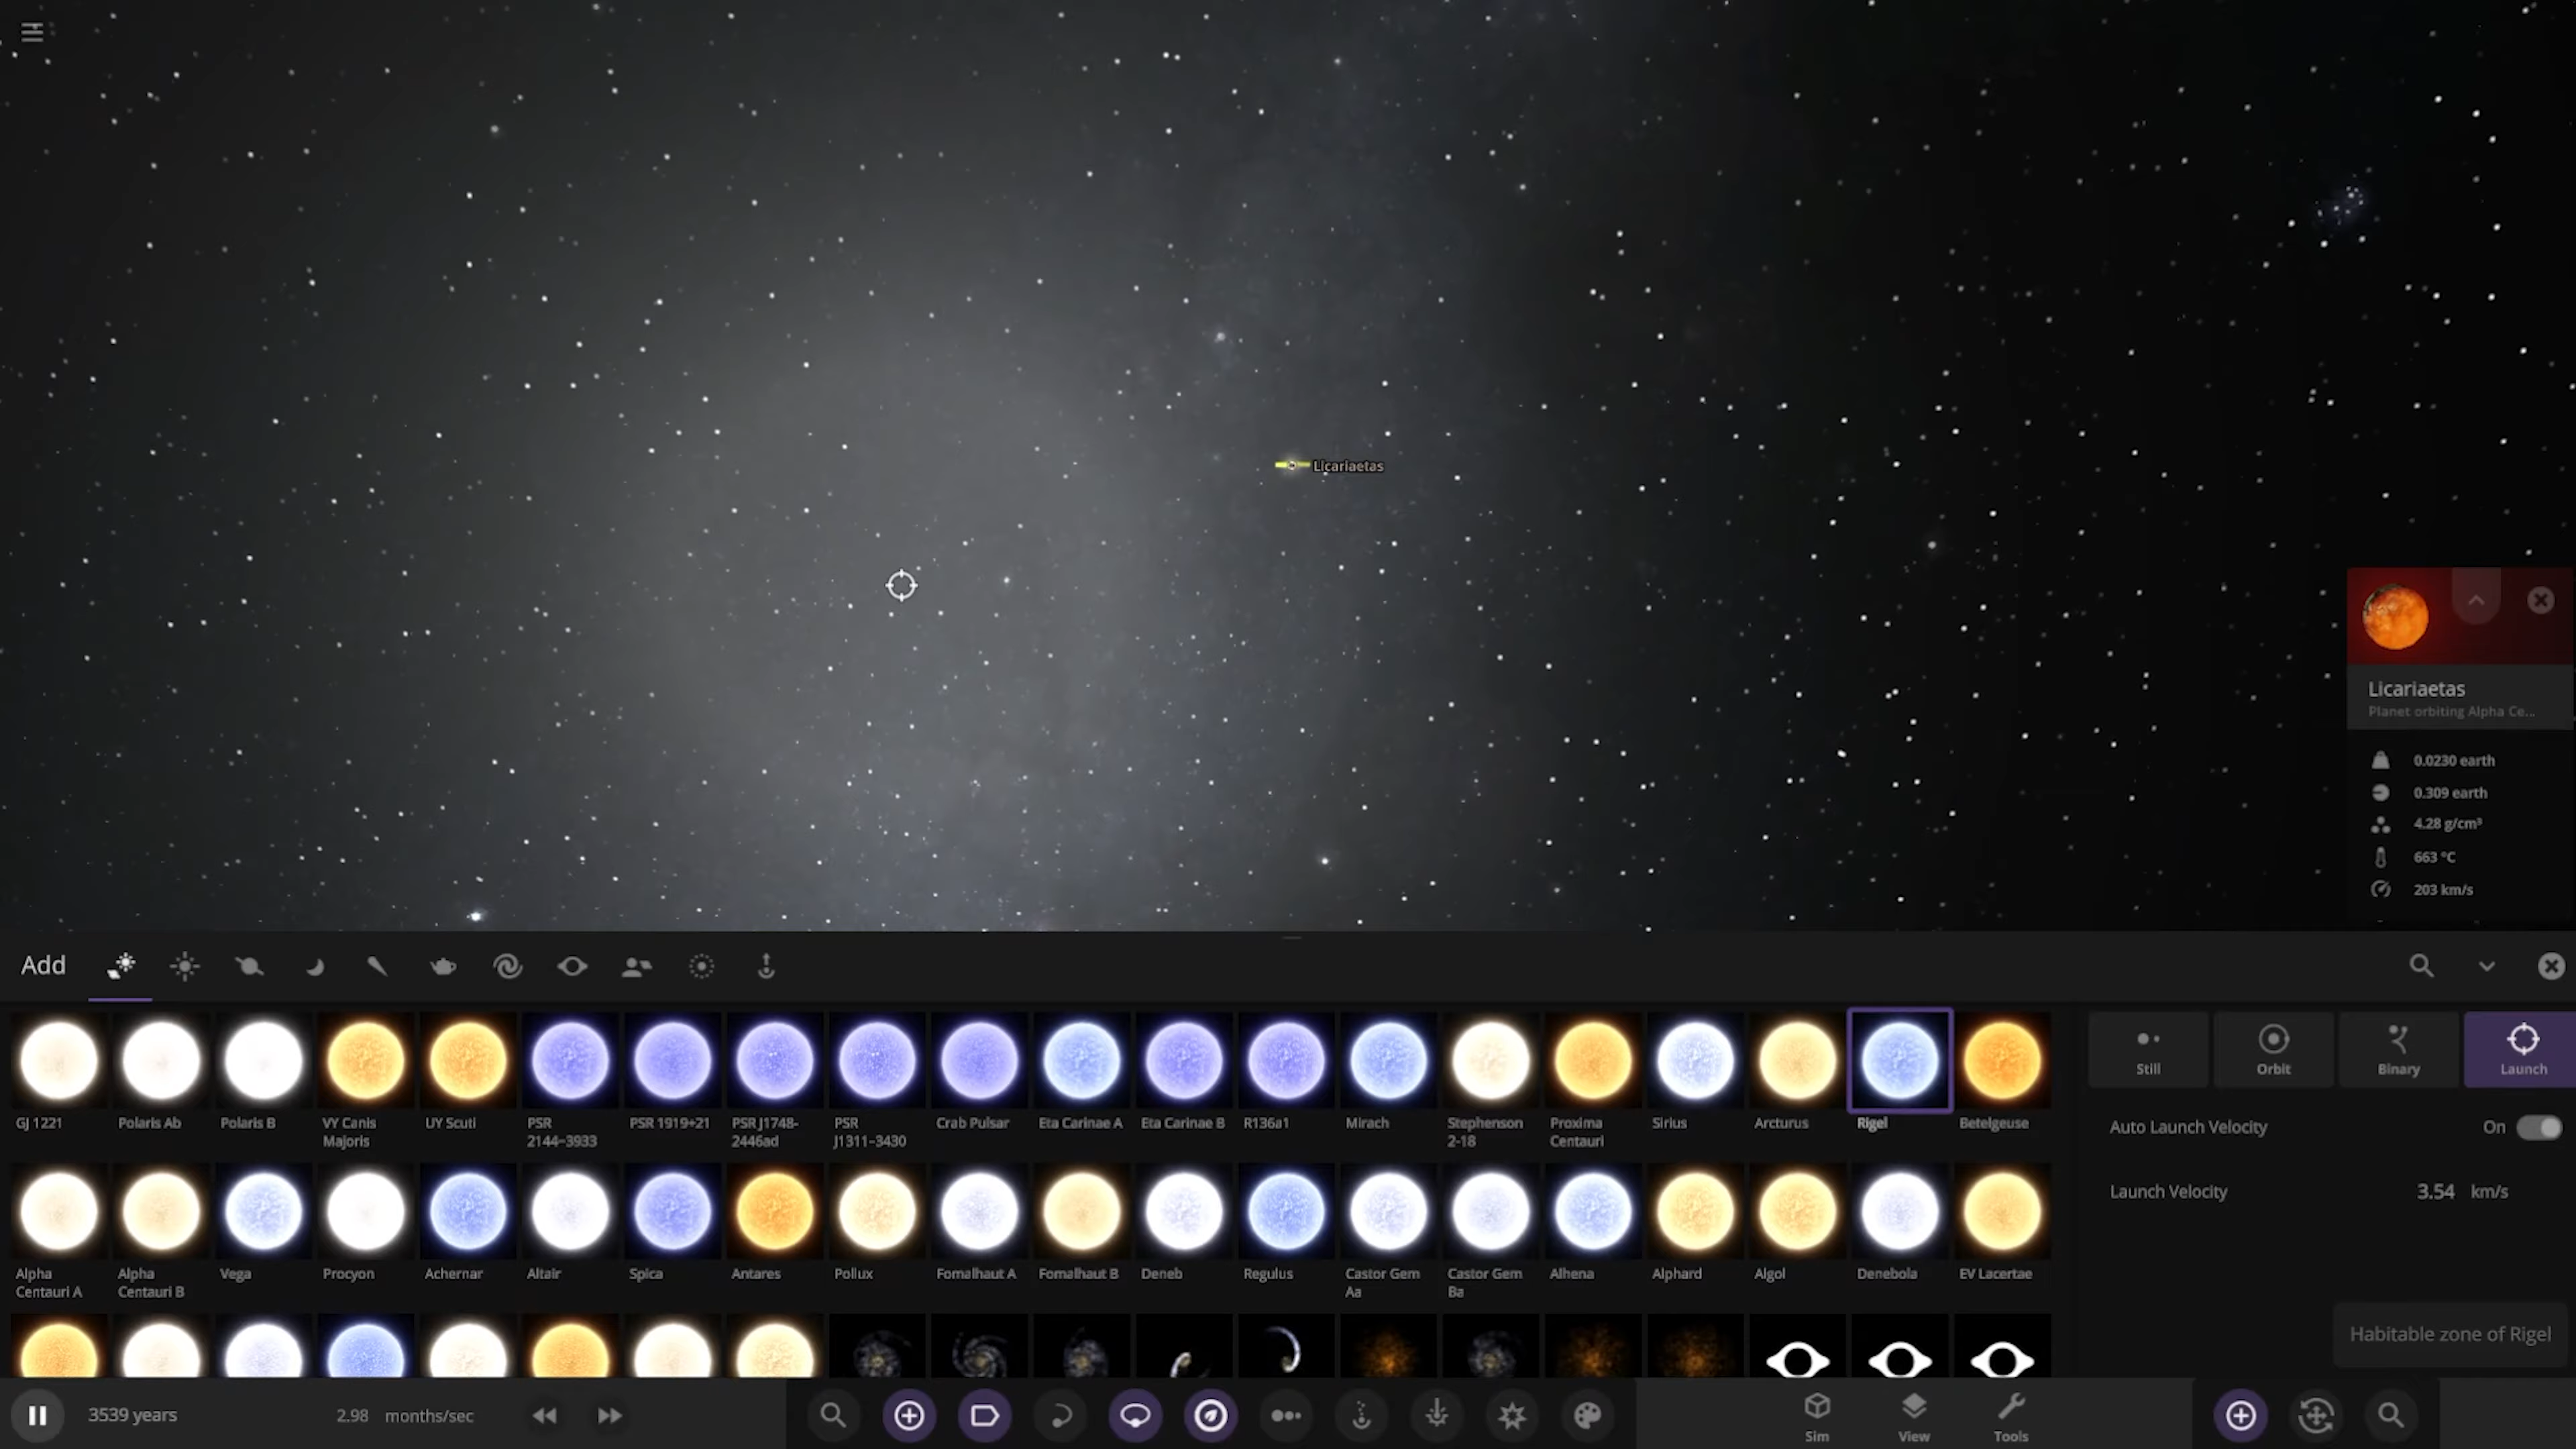 Licariaetas
Licariaetas
Planet orbiting Alpha Ce...
0.0230 earth
0.309 earth
4.28 g/cm³
663 °C
203 km/s
Add
GJ 1221
Polaris Ab
Polaris B
VY Canis
Majoris
UY Scuti
PSR
2144−3933
PSR 1919+21
PSR J1748-
2446ad
PSR
J1311-3430
Crab Pulsar
Eta Carinae A
Eta Carinae B
R136a1
Mirach
Stephenson
2-18
Proxima
Centauri
Sirius
Arcturus
Rigel
Betelgeuse
Still
Orbit
Binary
Launch
Auto Launch Velocity
On
Launch Velocity
3.54 km/s
Alpha
Centauri A
Alpha
Centauri B
Vega
Procyon
Achernar
Altair
Spica
Antares
Pollux
Fomalhaut A
Fomalhaut B
Deneb
Regulus
Castor Gem
Aa
Castor Gem
Ba
Alhena
Alphard
Algol
Denebola
EV Lacertae
Habitable zone of Rigel
3539 years
2.98 months/sec
Sim
View
Tools